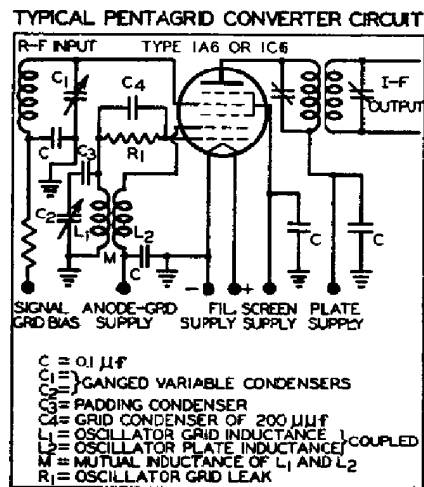 TYPICAL PENTAGRID CONVERTER CIRCUIT
R-F INPUT TYPE 1A6 OR 1C6
C1
C4
I-F
OUTPUT
C
R1
C3
C2
L1
L2
C
C
M
C
SIGNAL GRID BIAS
ANODE-GRID SUPPLY
- FIL. + SUPPLY
SCREEN SUPPLY
PLATE SUPPLY
C = 0.1 μf
C1 =
C2 = } GANGED VARIABLE CONDENSERS
C3 = PADDING CONDENSER
C4 = GRID CONDENSER OF 200 μμf
L1 = OSCILLATOR GRID INDUCTANCE
L2 = OSCILLATOR PLATE INDUCTANCE } COUPLED
M = MUTUAL INDUCTANCE OF L1 AND L2
R1 = OSCILLATOR GRID LEAK